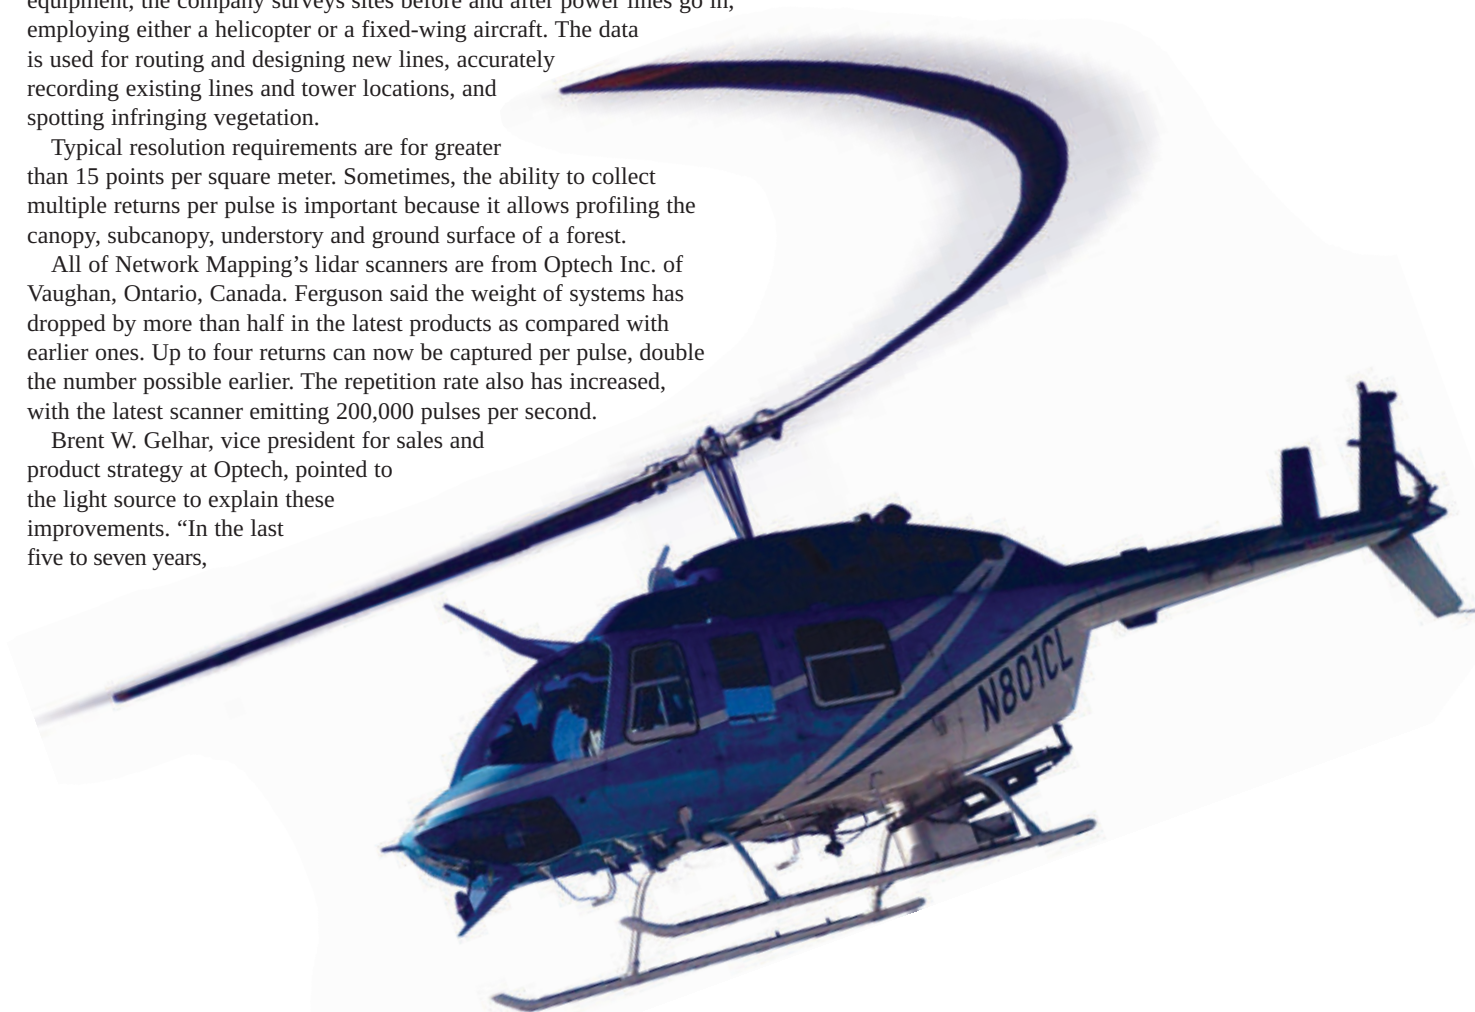 equipment, the company surveys sites before and after power lines go in,
employing either a helicopter or a fixed-wing aircraft. The data
is used for routing and designing new lines, accurately
recording existing lines and tower locations, and
spotting infringing vegetation.
Typical resolution requirements are for greater
than 15 points per square meter. Sometimes, the ability to collect
multiple returns per pulse is important because it allows profiling the
canopy, subcanopy, understory and ground surface of a forest.
All of Network Mapping’s lidar scanners are from Optech Inc. of
Vaughan, Ontario, Canada. Ferguson said the weight of systems has
dropped by more than half in the latest products as compared with
earlier ones. Up to four returns can now be captured per pulse, double
the number possible earlier. The repetition rate also has increased,
with the latest scanner emitting 200,000 pulses per second.
Brent W. Gelhar, vice president for sales and
product strategy at Optech, pointed to
the light source to explain these
improvements. “In the last
five to seven years,
N801CL